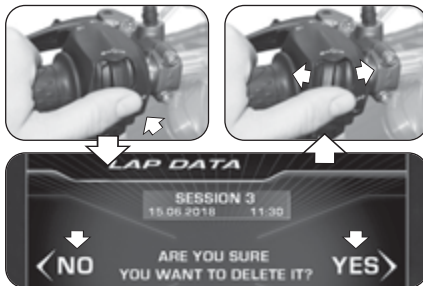 LAP DATA
SESSION 3
15.06.2018 11:30
NO
ARE YOU SURE
YOU WANT TO DELETE IT?
YES